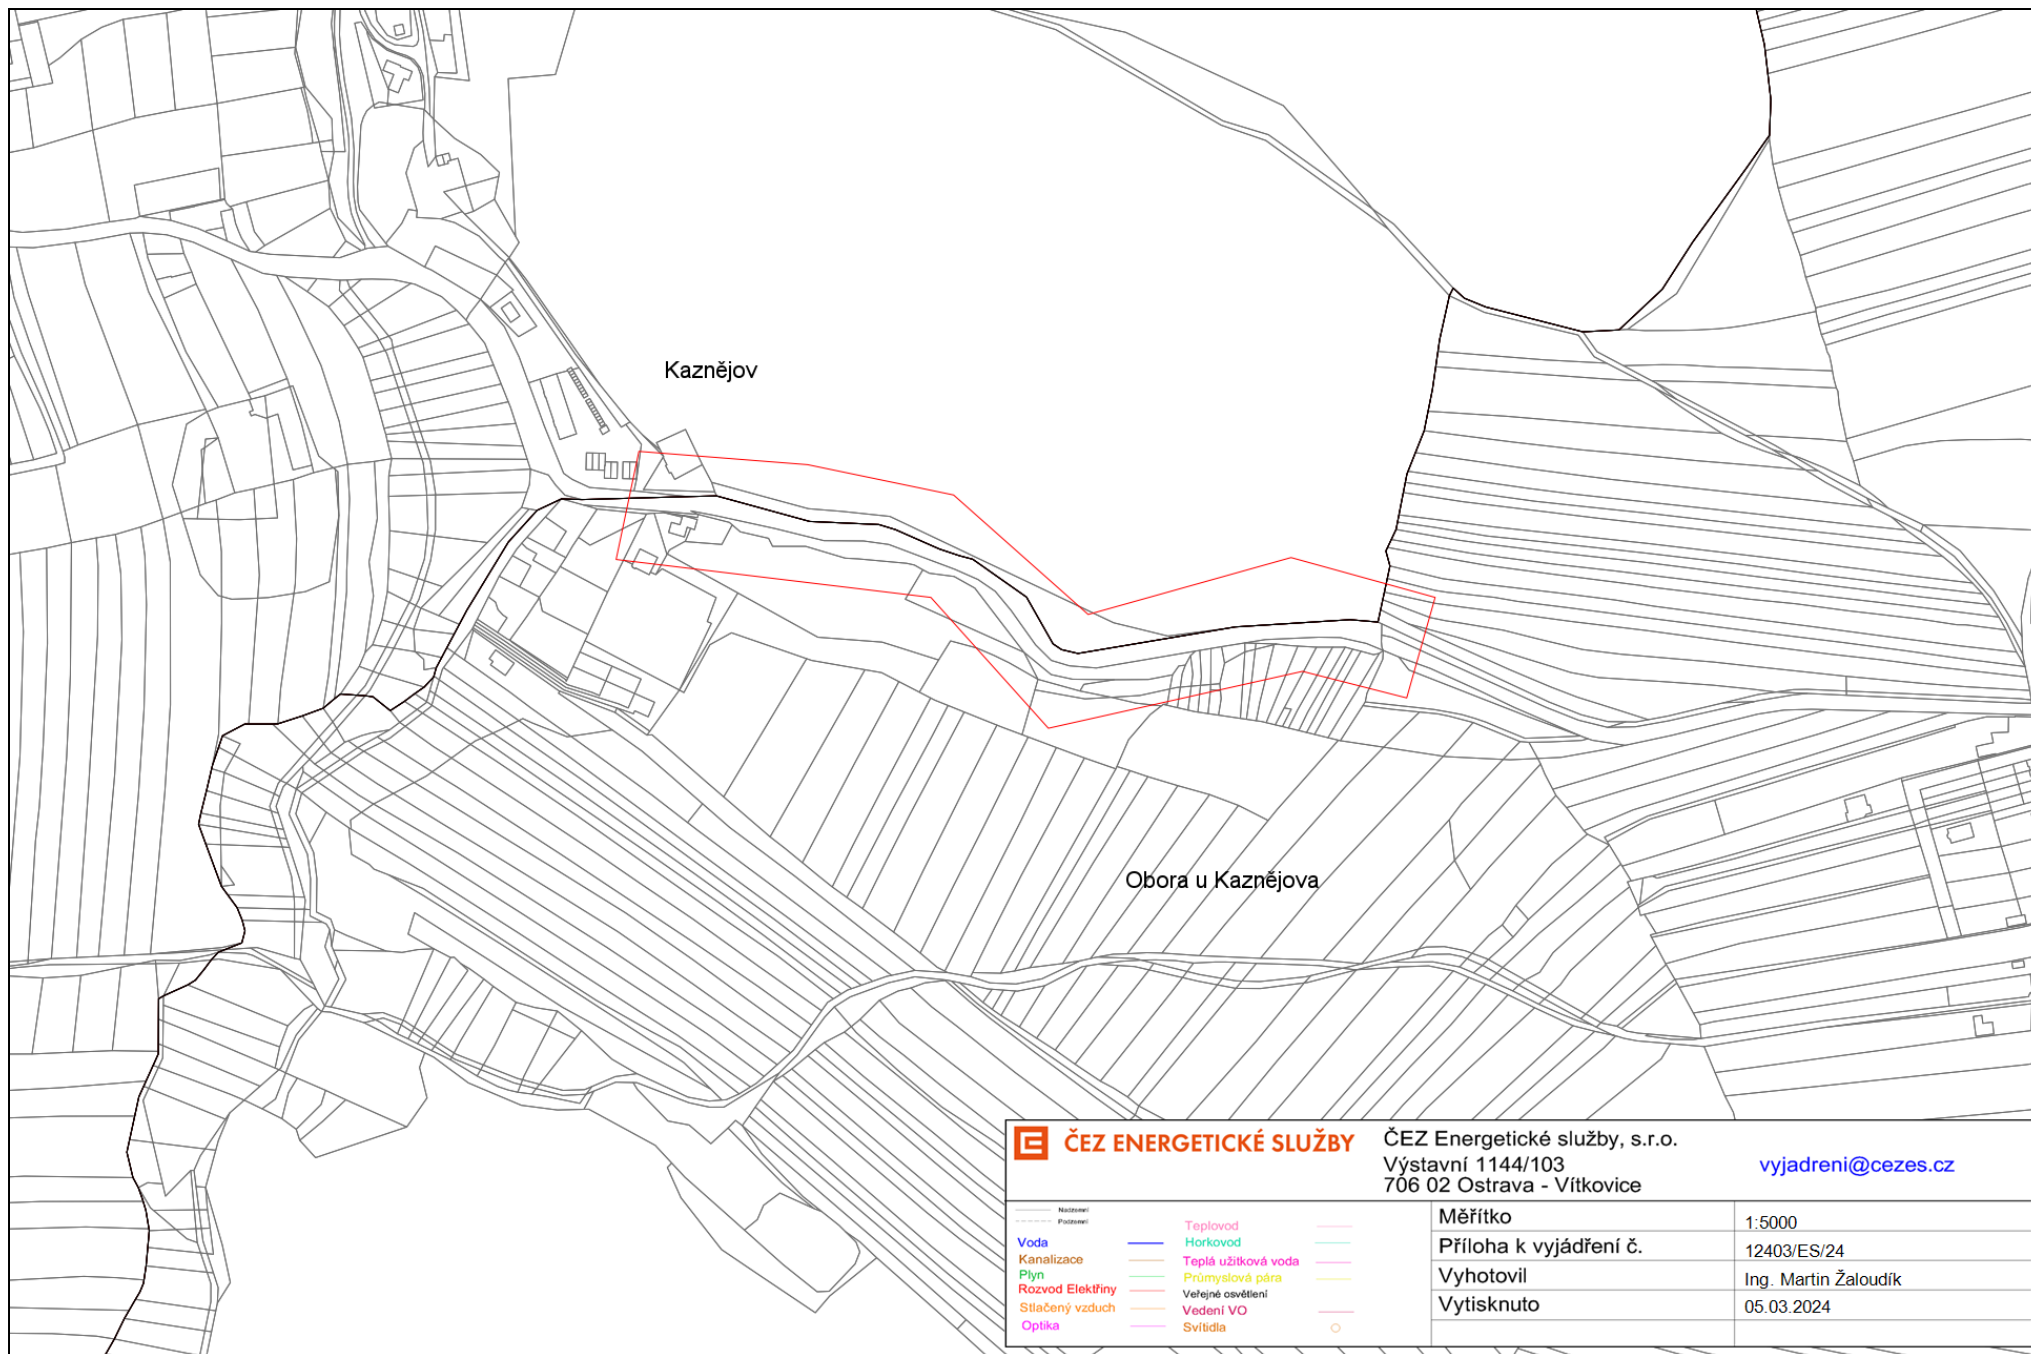 Kaznějov
Obora u Kaznějova
ČEZ ENERGETICKÉ SLUŽBY
ČEZ Energetické služby, s.r.o.
Výstavní 1144/103
706 02 Ostrava - Vítkovice
vyjadreni@cezes.cz
Nadzemní
Podzemní
Voda
Kanalizace
Plyn
Rozvod Elektřiny
Stlačený vzduch
Optika
Teplovod
Horkovod
Teplá užitková voda
Průmyslová pára
Veřejné osvětlení
Vedení VO
Svítidla
Měřítko 1:5000
Příloha k vyjádření č. 12403/ES/24
Vyhotovil Ing. Martin Žaloudík
Vytisknuto 05.03.2024